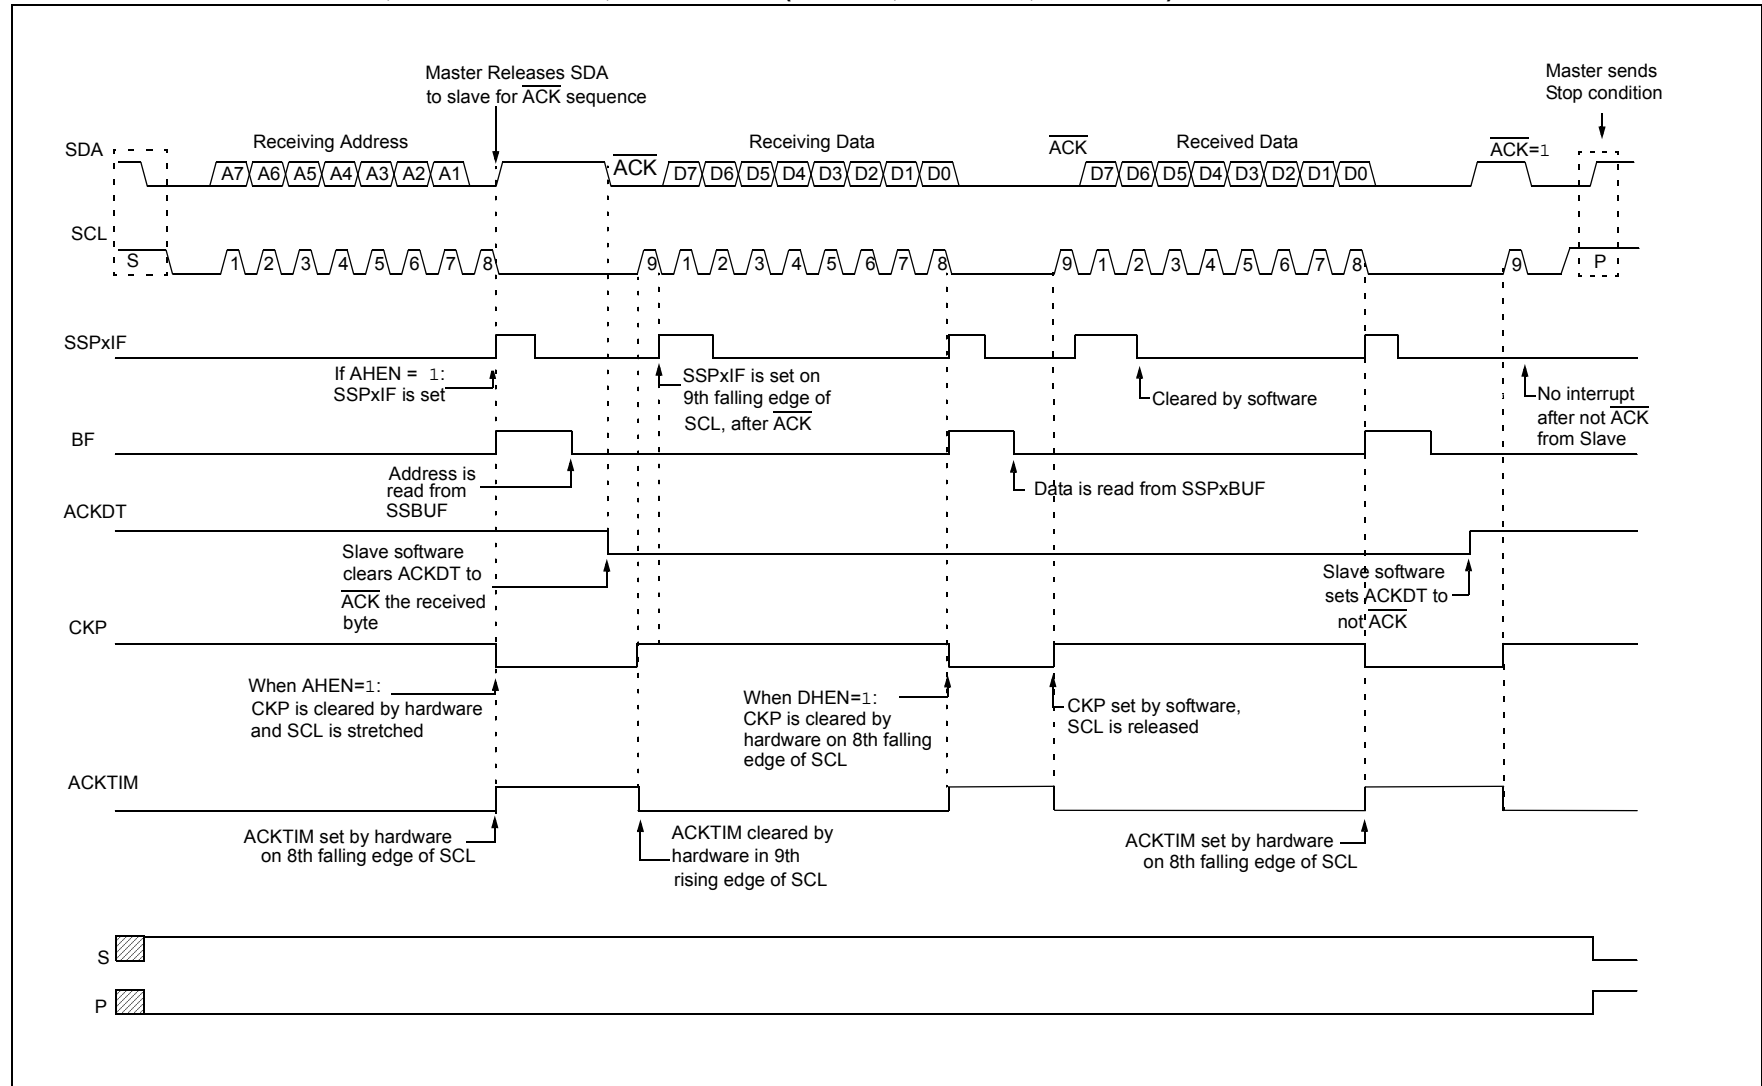 Master Releases SDA
to slave for ACK sequence
Master sends
Stop condition
SDA
Receiving Address
Receiving Data
ACK
Received Data
ACK=1
A7 A6 A5 A4 A3 A2 A1
ACK
D7 D6 D5 D4 D3 D2 D1 D0
D7 D6 D5 D4 D3 D2 D1 D0
SCL
S
1 2 3 4 5 6 7 8 9 1 2 3 4 5 6 7 8 9 1 2 3 4 5 6 7 8 9
P
SSPxIF
If AHEN = 1:
SSPxIF is set
SSPxIF is set on
9th falling edge of
SCL, after ACK
Cleared by software
No interrupt
after not ACK
from Slave
BF
Address is
read from
SSBUF
Data is read from SSPxBUF
ACKDT
Slave software
clears ACKDT to
ACK the received
byte
Slave software
sets ACKDT to
not ACK
CKP
When AHEN=1:
CKP is cleared by hardware
and SCL is stretched
When DHEN=1:
CKP is cleared by
hardware on 8th falling
edge of SCL
CKP set by software,
SCL is released
ACKTIM
ACKTIM set by hardware
on 8th falling edge of SCL
ACKTIM cleared by
hardware in 9th
rising edge of SCL
ACKTIM set by hardware
on 8th falling edge of SCL
S
P